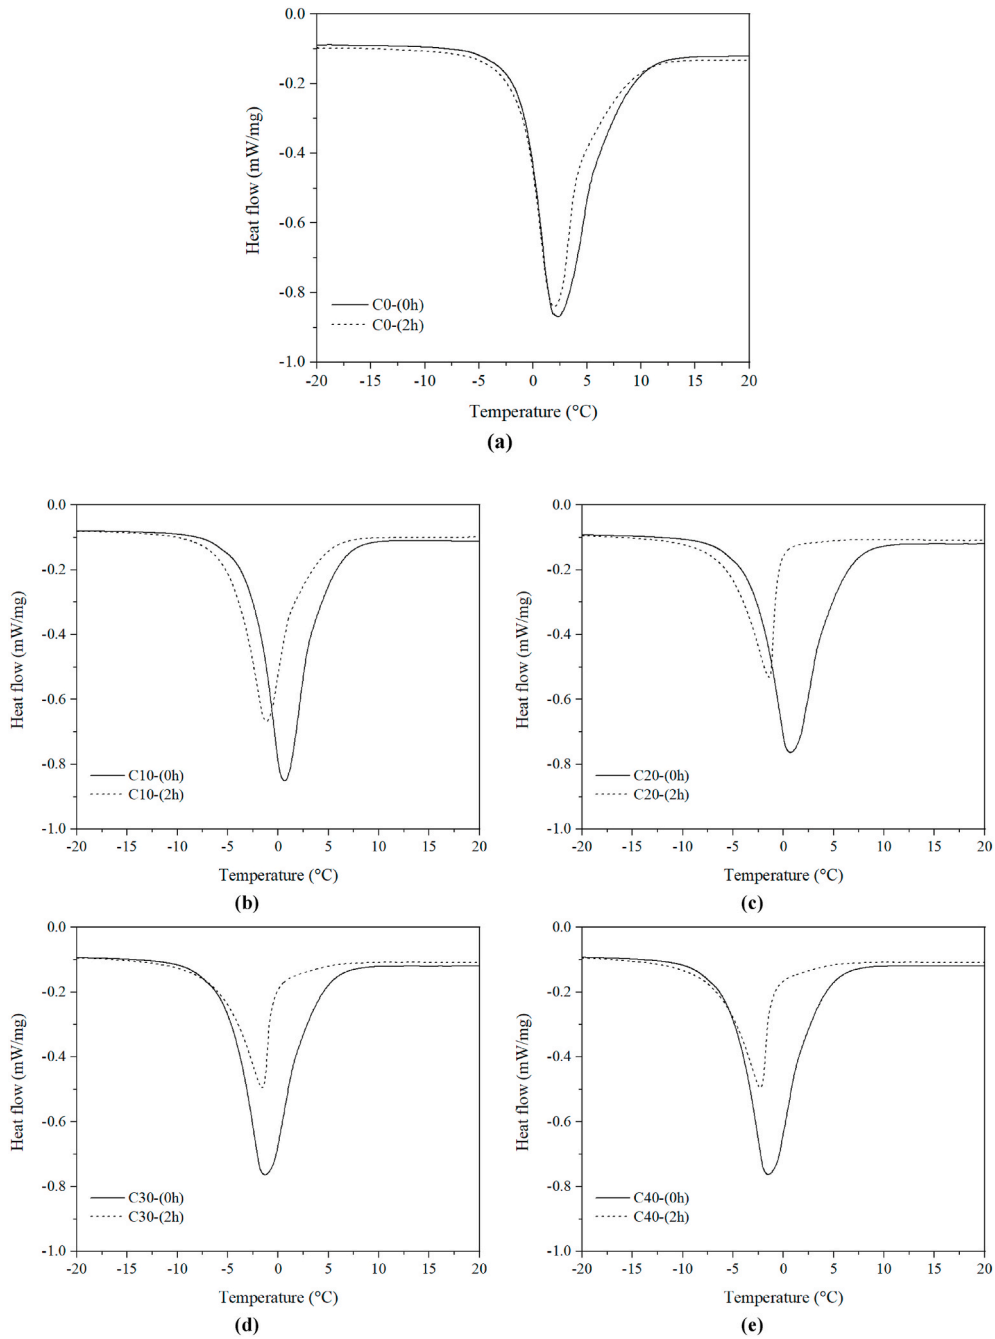 0.0
-0.2
-0.4
-0.6
-0.8
-1.0
Heat flow (mW/mg)
C0-(0h)
C0-(2h)
-20 -15 -10 -5 0 5 10 15 20
Temperature (°C)
(a)
0.0
-0.2
-0.4
-0.6
-0.8
-1.0
Heat flow (mW/mg)
C10-(0h)
C10-(2h)
-20 -15 -10 -5 0 5 10 15 20
Temperature (°C)
(b)
0.0
-0.2
-0.4
-0.6
-0.8
-1.0
Heat flow (mW/mg)
C20-(0h)
C20-(2h)
-20 -15 -10 -5 0 5 10 15 20
Temperature (°C)
(c)
0.0
-0.2
-0.4
-0.6
-0.8
-1.0
Heat flow (mW/mg)
C30-(0h)
C30-(2h)
-20 -15 -10 -5 0 5 10 15 20
Temperature (°C)
(d)
0.0
-0.2
-0.4
-0.6
-0.8
-1.0
Heat flow (mW/mg)
C40-(0h)
C40-(2h)
-20 -15 -10 -5 0 5 10 15 20
Temperature (°C)
(e)